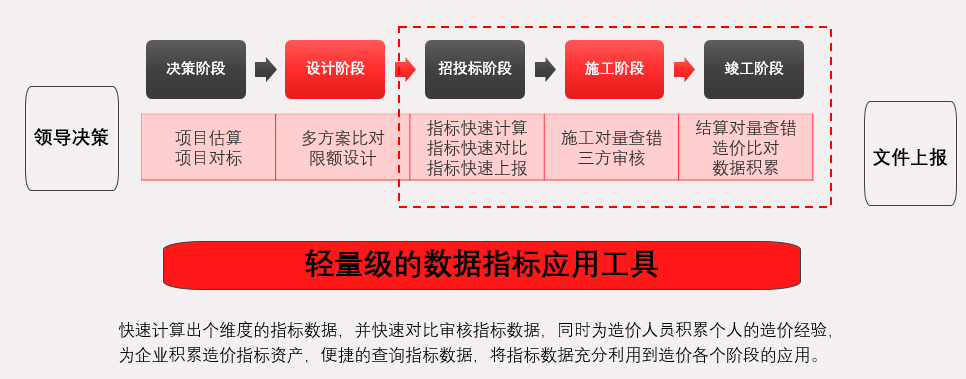 决策阶段
设计阶段
招投标阶段
施工阶段
竣工阶段
领导决策
项目估算
项目对标
多方案比对
限额设计
指标快速计算
指标快速对比
指标快速上报
施工对量查错
三方审核
结算对量查错
造价比对
数据积累
文件上报
轻量级的数据指标应用工具
快速计算出个维度的指标数据，并快速对比审核指标数据，同时为造价人员积累个人的造价经验，
为企业积累造价指标资产，便捷的查询指标数据，将指标数据充分利用到造价各个阶段的应用。